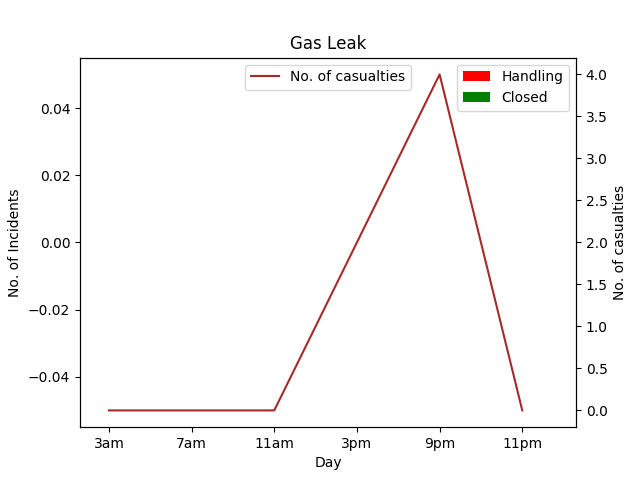 Gas Leak
No. of casualties
Handling
Closed
No. of Incidents
0.04
0.02
0.00
−0.02
−0.04
4.0
3.5
3.0
2.5
2.0
1.5
1.0
0.5
0.0
No. of casualties
3am 7am 11am 3pm 9pm 11pm
Day